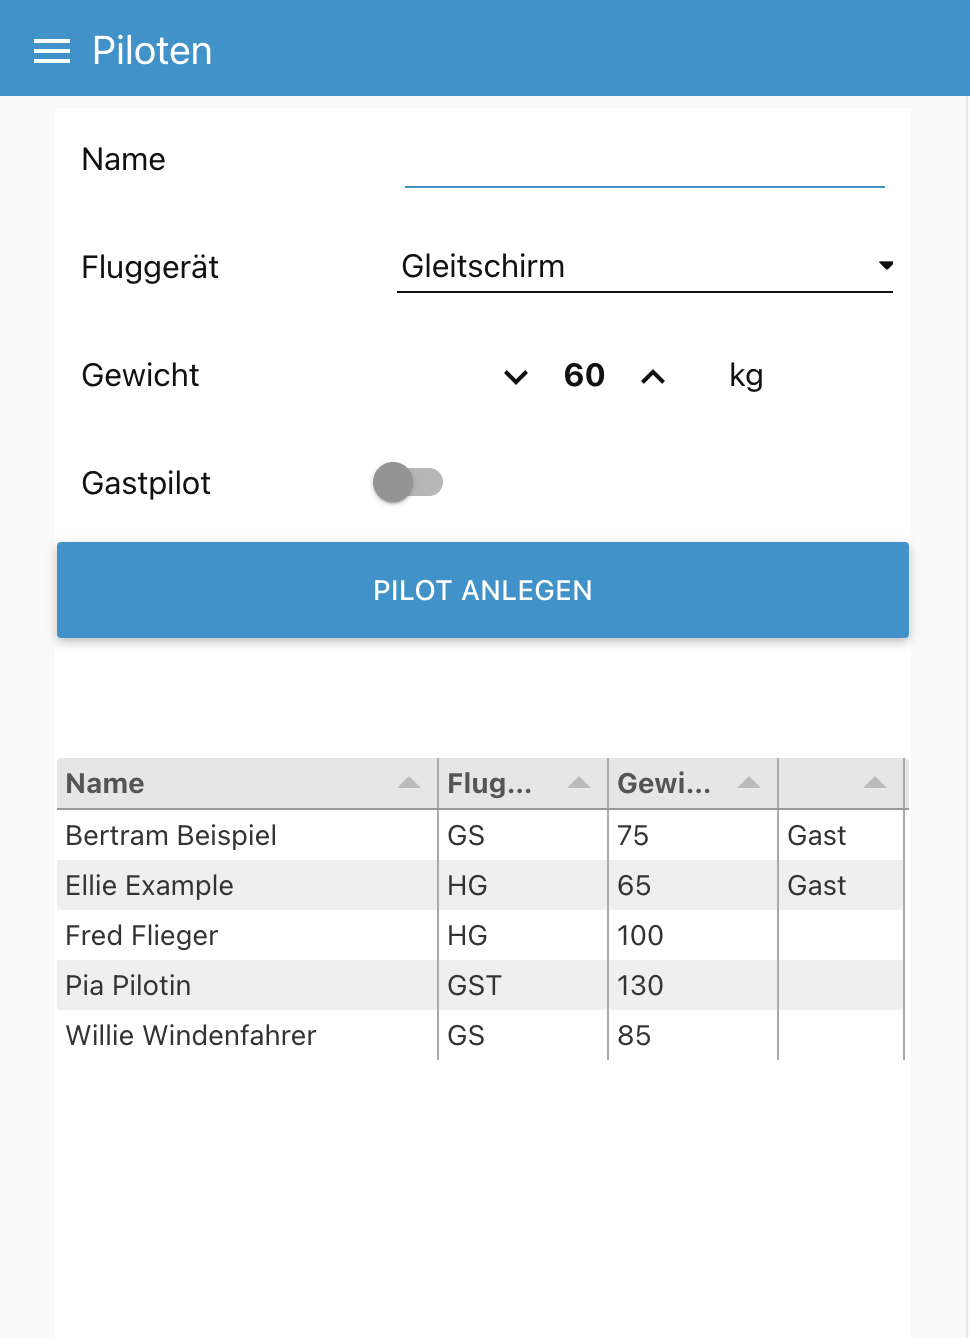 Piloten
Name
Fluggerät Gleitschirm
Gewicht 60 kg
Gastpilot
PILOT ANLEGEN
Name Flug... Gewi...
Bertram Beispiel GS 75 Gast
Ellie Example HG 65 Gast
Fred Flieger HG 100
Pia Pilotin GST 130
Willie Windenfahrer GS 85